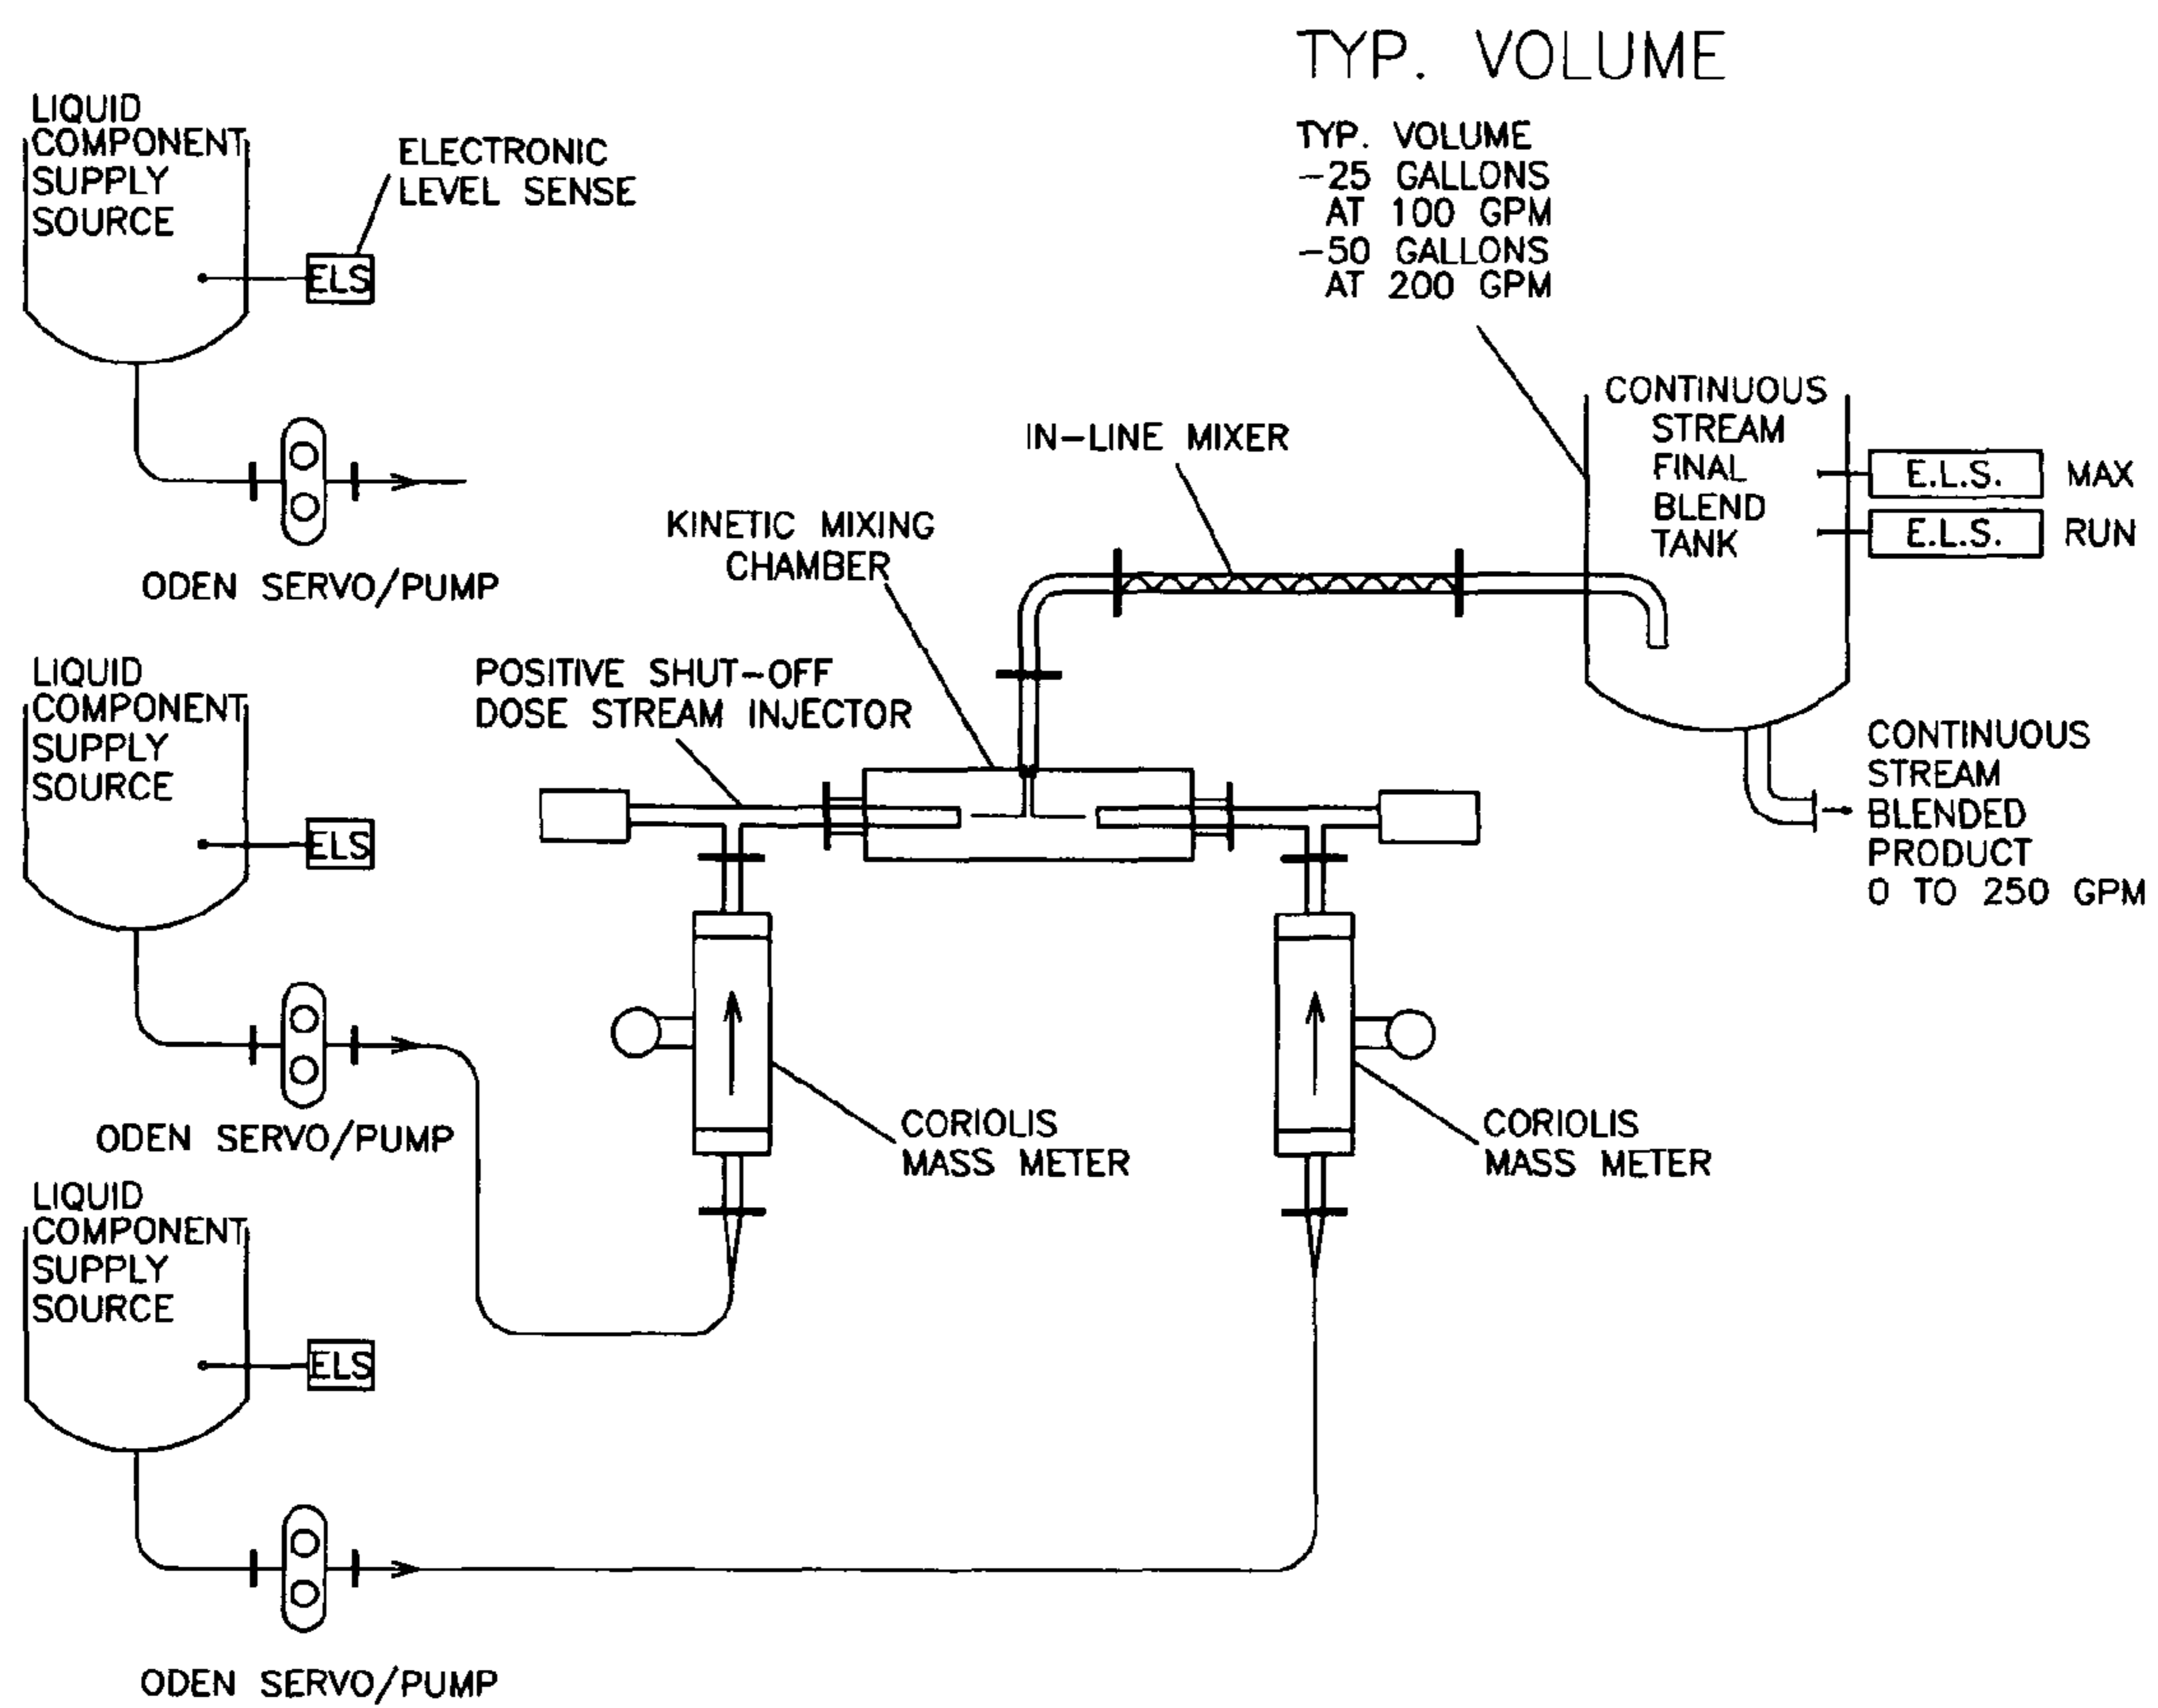 TYP. VOLUME
TYP. VOLUME
-25 GALLONS
AT 100 GPM
-50 GALLONS
AT 200 GPM
LIQUID
COMPONENT
SUPPLY
SOURCE
ELECTRONIC
LEVEL SENSE
ELS
ODEN SERVO/PUMP
CONTINUOUS
STREAM
FINAL
BLEND
TANK
E.L.S. MAX
E.L.S. RUN
IN-LINE MIXER
KINETIC MIXING
CHAMBER
POSITIVE SHUT-OFF
DOSE STREAM INJECTOR
LIQUID
COMPONENT
SUPPLY
SOURCE
ELS
ODEN SERVO/PUMP
CONTINUOUS
STREAM
BLENDED
PRODUCT
0 TO 250 GPM
CORIOLIS
MASS METER
CORIOLIS
MASS METER
LIQUID
COMPONENT
SUPPLY
SOURCE
ELS
ODEN SERVO/PUMP